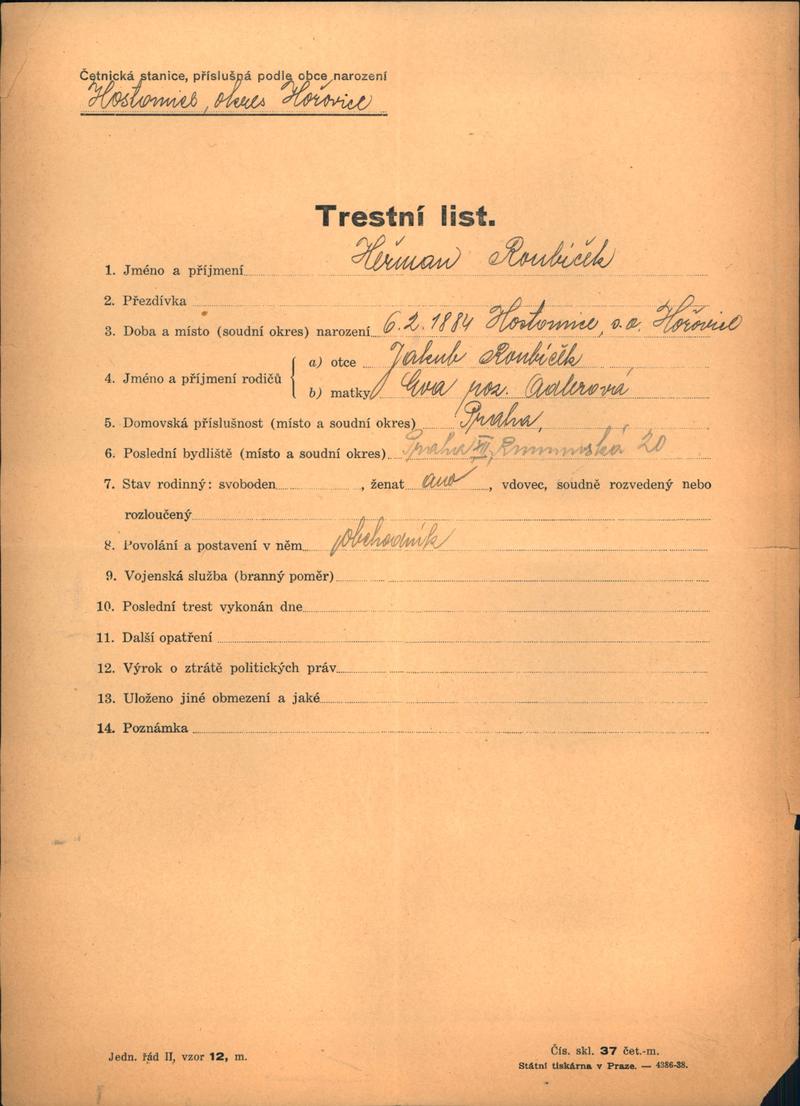 Četnická stanice, příslušná podle obce narození
Hostomice, okres Hořovice
Trestní list.
1. Jméno a příjmení Heřman Roubíček
2. Přezdívka
3. Doba a místo (soudní okres) narození 6.2.1884 Hostomice, s.o. Hořovice
4. Jméno a příjmení rodičů
a) otce Jakub Roubíček
b) matky Eva roz. Adlerová
5. Domovská příslušnost (místo a soudní okres) Praha,
6. Poslední bydliště (místo a soudní okres) Praha XII, 20
7. Stav rodinný: svoboden, ženat ano, vdovec, soudně rozvedený nebo
rozloučený
8. Povolání a postavení v něm obchodník
9. Vojenská služba (branný poměr)
10. Poslední trest vykonán dne
11. Další opatření
12. Výrok o ztrátě politických práv
13. Uloženo jiné obmezení a jaké
14. Poznámka
Jedn. řád II, vzor 12, m.
Čís. skl. 37 čet.-m.
Státní tiskárna v Praze. — 4386-38.